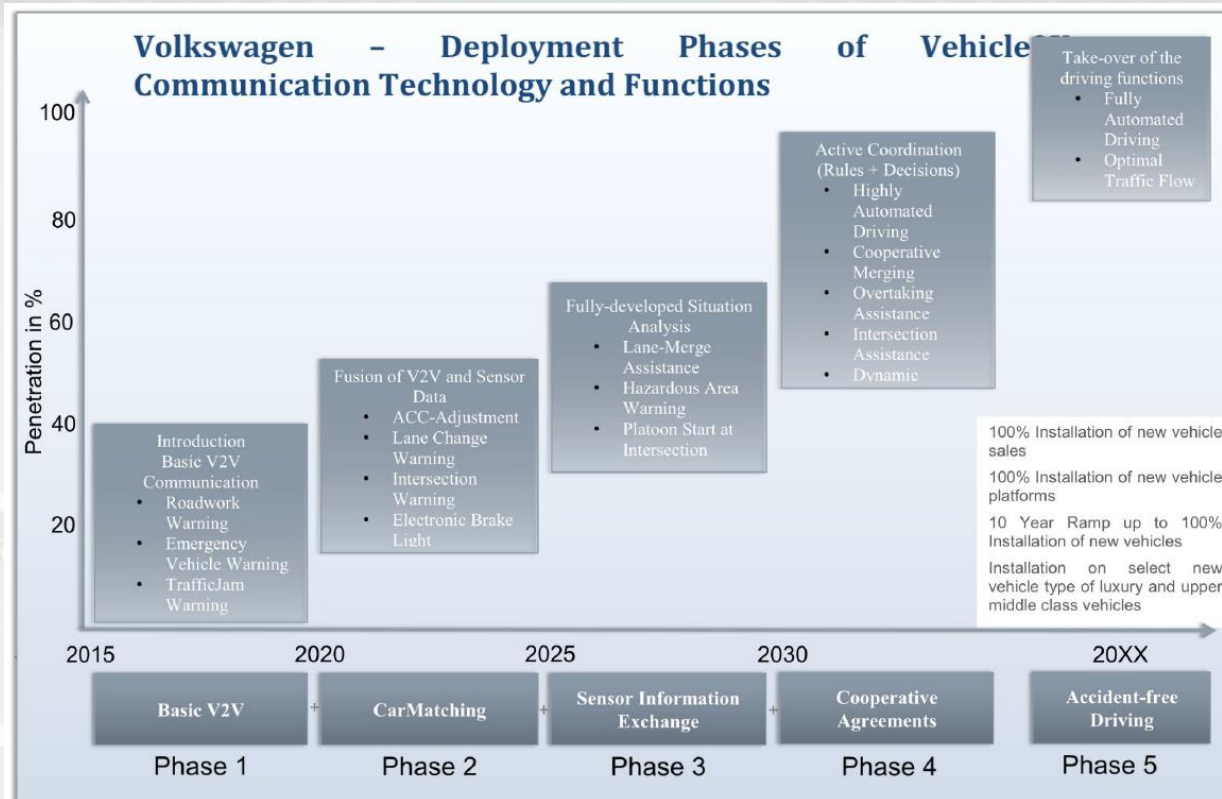 Volkswagen – Deployment Phases of
Communication Technology and Functions
Penetration in %
100
80
60
40
20
Introduction
Basic V2V
Communication
• Roadwork
Warning
• Emergency
Vehicle Warning
• TrafficJam
Warning
Fusion of V2V and Sensor
Data
• ACC-Adjustment
• Lane Change
Warning
• Intersection
Warning
• Electronic Brake
Light
Fully-developed Situation
Analysis
• Lane-Merge
Assistance
• Hazardous Area
Warning
• Platoon Start at
Intersection
Active Coordination
(Rules + Decisions)
• Highly
Automated
Driving
• Cooperative
Merging
• Overtaking
Assistance
• Intersection
Assistance
• Dynamic
Take-over of the
driving functions
• Fully
Automated
Driving
• Optimal
Traffic Flow
100% Installation of new vehicle
sales
100% Installation of new vehicle
platforms
10 Year Ramp up to 100%
Installation of new vehicles
Installation on select new
vehicle type of luxury and upper
middle class vehicles
2015 2020 2025 2030 20XX
Basic V2V + CarMatching + Sensor Information
Exchange + Cooperative
Agreements Accident-free
Driving
Phase 1 Phase 2 Phase 3 Phase 4 Phase 5